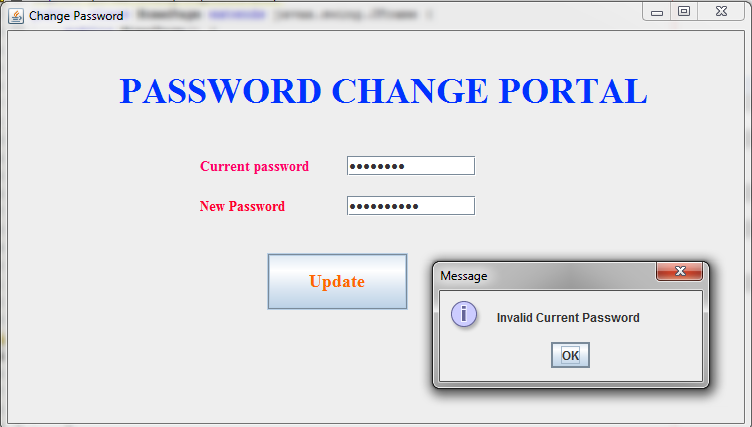 Change Password
PASSWORD CHANGE PORTAL
Current password
••••••••
New Password
••••••••••
Update
Message
Invalid Current Password
OK